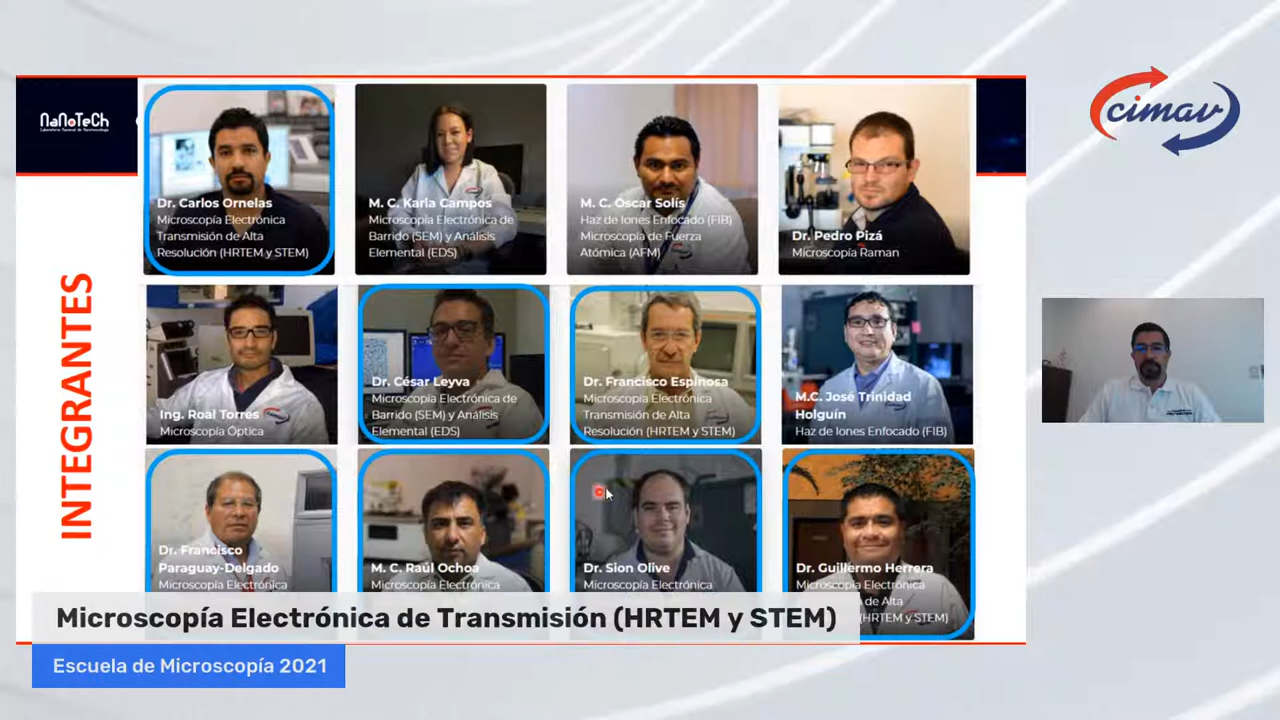 NaNoTeCh
cimav
INTEGRANTES
Dr. Carlos Ornelas
Microscopía Electrónica
Transmisión de Alta
Resolución (HRTEM y STEM)
M. C. Karla Campos
Microscopía Electrónica de
Barrido (SEM) y Análisis
Elemental (EDS)
M. C. Óscar Solís
Haz de Iones Enfocado (FIB)
Microscopía de Fuerza
Atómica (AFM)
Dr. Pedro Pizá
Microscopía Raman
Ing. Roal Torres
Microscopía Óptica
Dr. César Leyva
Microscopía Electrónica de
Barrido (SEM) y Análisis
Elemental (EDS)
Dr. Francisco Espinosa
Microscopía Electrónica
Transmisión de Alta
Resolución (HRTEM y STEM)
M.C. José Trinidad
Holguín
Haz de Iones Enfocado (FIB)
Dr. Francisco
Paraguay-Delgado
Microscopía Electrónica
M. C. Raúl Ochoa
Microscopía Electrónica
Dr. Sion Olive
Microscopía Electrónica
Dr. Guillermo Herrera
Microscopía Electrónica
de Alta
(HRTEM y STEM)
Microscopía Electrónica de Transmisión (HRTEM y STEM)
Escuela de Microscopía 2021